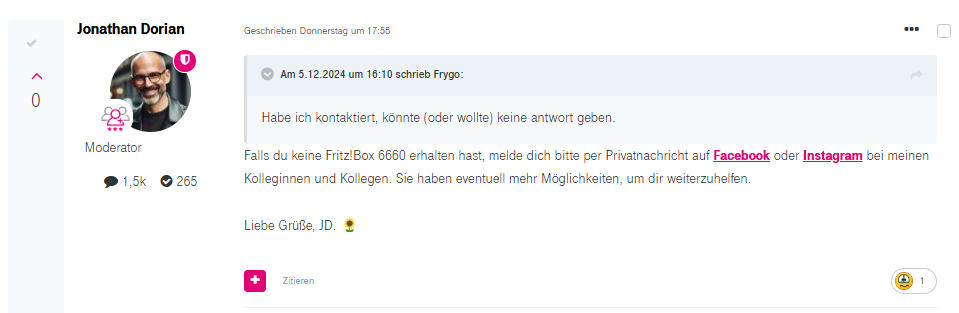 Jonathan Dorian
Geschrieben Donnerstag um 17:58
0
Am 5.12.2024 um 16:10 schrieb Frygo:
Habe ich kontaktiert, könnte (oder wollte) keine antwort geben.
Moderator
1,5k 265
Falls du keine Fritz!Box 6660 erhalten hast, melde dich bitte per Privatnachricht auf Facebook oder Instagram bei meinen
Kolleginnen und Kollegen. Sie haben eventuell mehr Möglichkeiten, um dir weiterzuhelfen.
Liebe Grüße, JD. 🌻
Zitieren
1